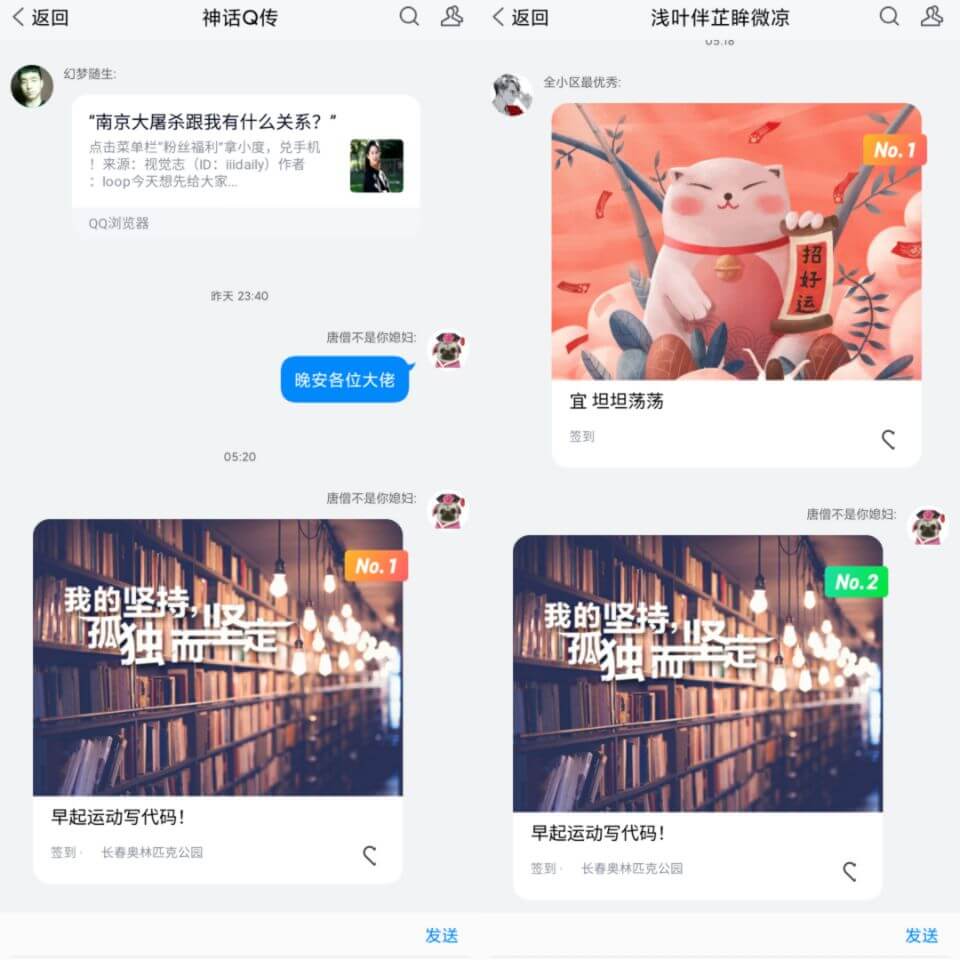 返回
神话Q传
幻梦随生:
“南京大屠杀跟我有什么关系？”
点击菜单栏“粉丝福利”拿小度，兑手机
！来源：视觉志（ID：iiidaily）作者
：loop今天想先给大家...
QQ浏览器
昨天 23:40
唐僧不是你媳妇:
晚安各位大佬
05:20
唐僧不是你媳妇:
No.1
我的坚持，
孤独而坚定
早起运动写代码！
签到· 长春奥林匹克公园
发送
返回
浅叶伴芷眸微凉
05:18
全小区最优秀:
No.1
招好运
宜 坦坦荡荡
签到
唐僧不是你媳妇:
No.2
我的坚持，
孤独而坚定
早起运动写代码！
签到· 长春奥林匹克公园
发送